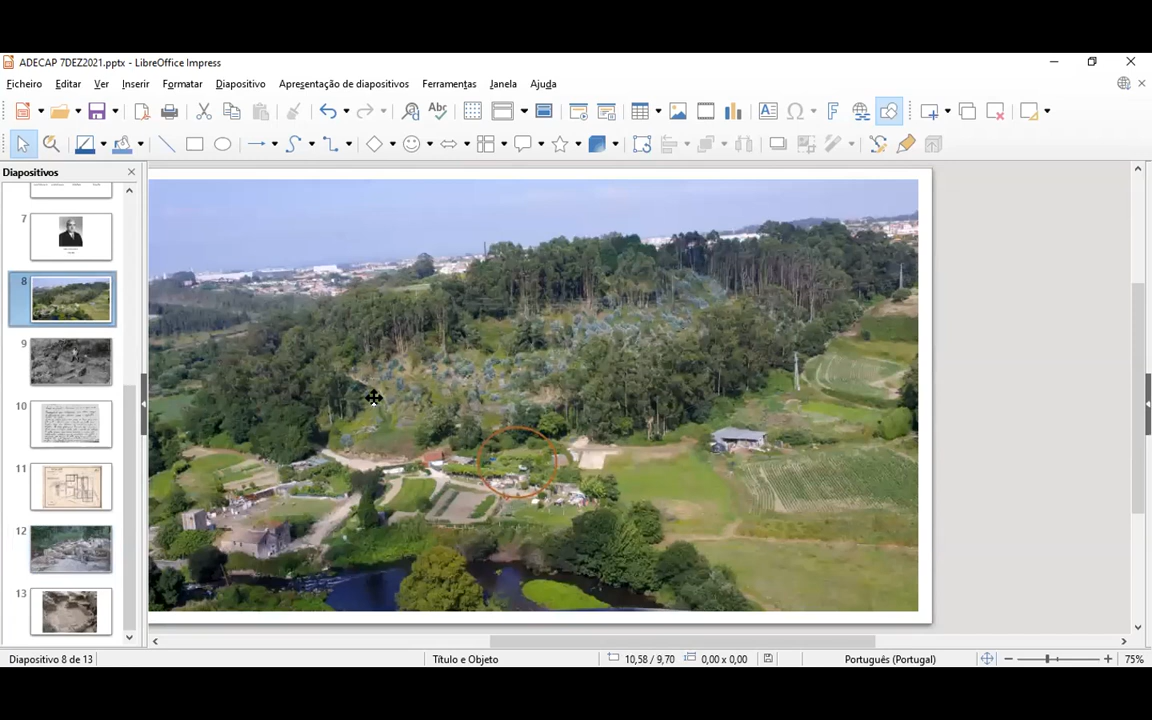 ADECAP 7DEZ2021.pptx - LibreOffice Impress
Ficheiro Editar Ver Inserir Formatar Diapositivo Apresentação de diapositivos Ferramentas Janela Ajuda
Diapositivos
7
8
9
10
11
12
13
Diapositivo 8 de 13 Título e Objeto 10,58 / 9,70 0,00 x 0,00 Português (Portugal) 75%